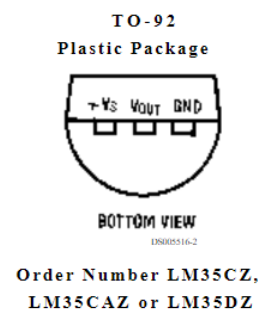 TO-92
Plastic Package
+VS VOUT GND
BOTTOM VIEW
DS005516-2
Order Number LM35CZ,
LM35CAZ or LM35DZ